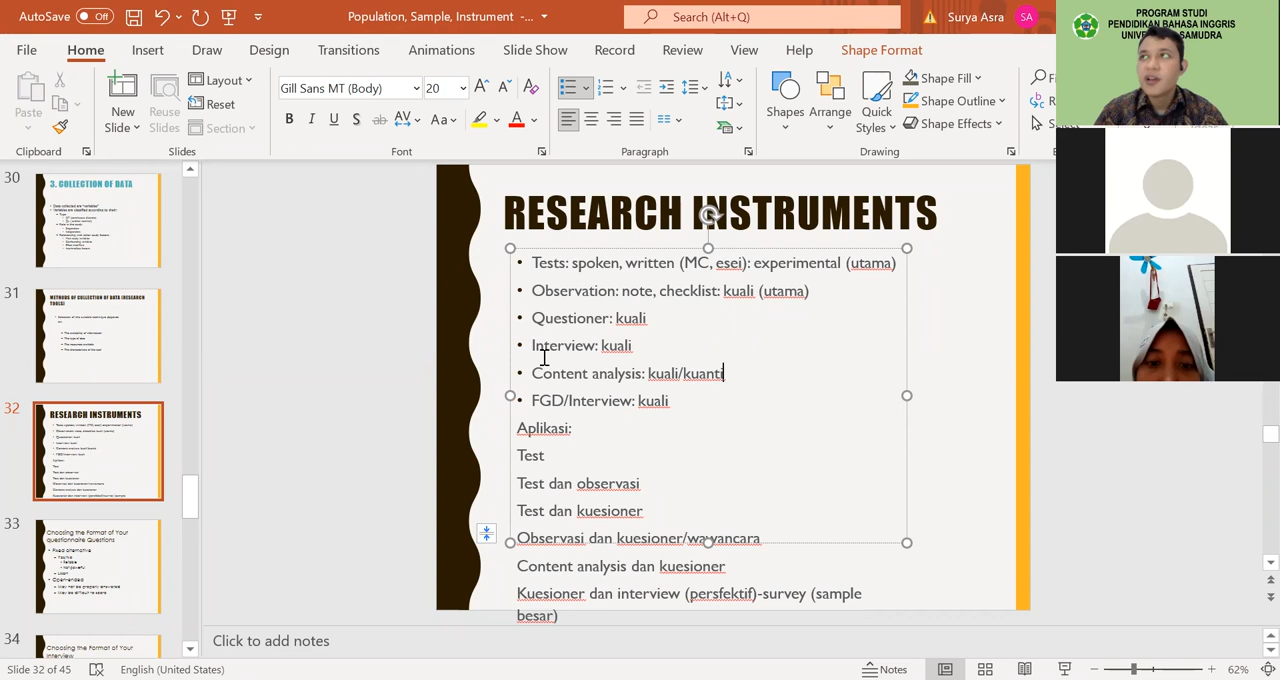 AutoSave
Off
Population, Sample, Instrument -...
Search (Alt+Q)
Surya Asra
SA
File
Home
Insert
Draw
Design
Transitions
Animations
Slide Show
Record
Review
View
Help
Shape Format
Paste
Clipboard
New
Slide
Reuse
Slides
Layout
Reset
Section
Slides
Gill Sans MT (Body)
20
Font
Paragraph
Shapes
Arrange
Quick
Styles
Shape Fill
Shape Outline
Shape Effects
Drawing
PROGRAM STUDI
PENDIDIKAN BAHASA INGGRIS
30
3. COLLECTION OF DATA
31
METHODS OF COLLECTION OF DATA (RESEARCH
TOOLS)
32
RESEARCH INSTRUMENTS
33
Choosing the Format of Your
questionnaire Questions
34
Choosing the Format of Your
Interview
RESEARCH INSTRUMENTS
• Tests: spoken, written (MC, esei): experimental (utama)
• Observation: note, checklist: kuali (utama)
• Questioner: kuali
• Interview: kuali
• Content analysis: kuali/kuanti
• FGD/Interview: kuali
Aplikasi:
Test
Test dan observasi
Test dan kuesioner
Observasi dan kuesioner/wawancara
Content analysis dan kuesioner
Kuesioner dan interview (persfektif)-survey (sample
besar)
Click to add notes
Slide 32 of 45
English (United States)
Notes
62%